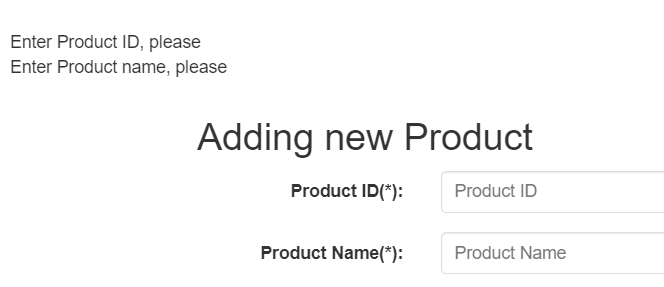 Enter Product ID, please
Enter Product name, please
Adding new Product
Product ID(*): Product ID
Product Name(*): Product Name